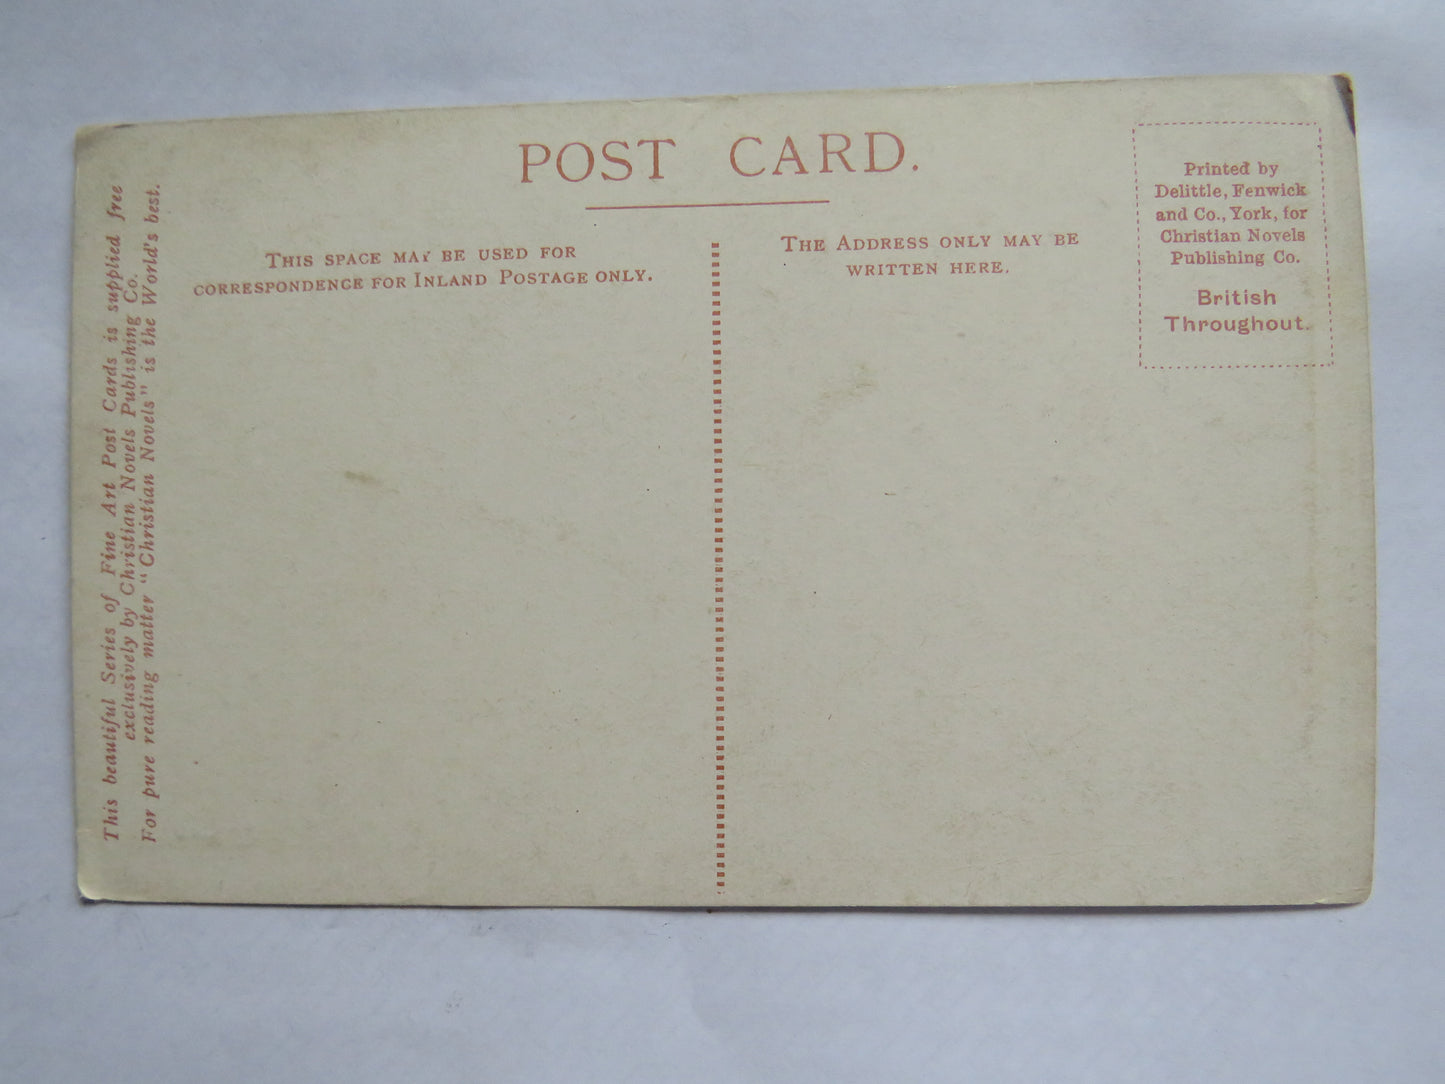 POST CARD.
THIS SPACE MAY BE USED FOR
CORRESPONDENCE FOR INLAND POSTAGE ONLY.
THE ADDRESS ONLY MAY BE
WRITTEN HERE.
Printed by
Delittle, Fenwick
and Co., York, for
Christian Novels
Publishing Co.
British
Throughout.
This beautiful Series of Fine Art Post Cards is supplied free
exclusively by Christian Novels Publishing Co.
For pure reading matter "Christian Novels" is the World's best.